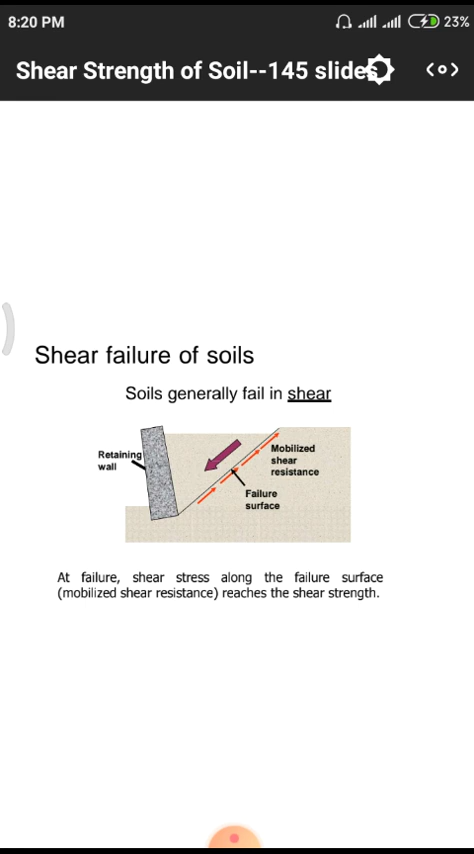 8:20 PM
23%
Shear Strength of Soil--145 slides
Shear failure of soils
Soils generally fail in shear
Retaining
wall
Mobilized
shear
resistance
Failure
surface
At failure, shear stress along the failure surface
(mobilized shear resistance) reaches the shear strength.